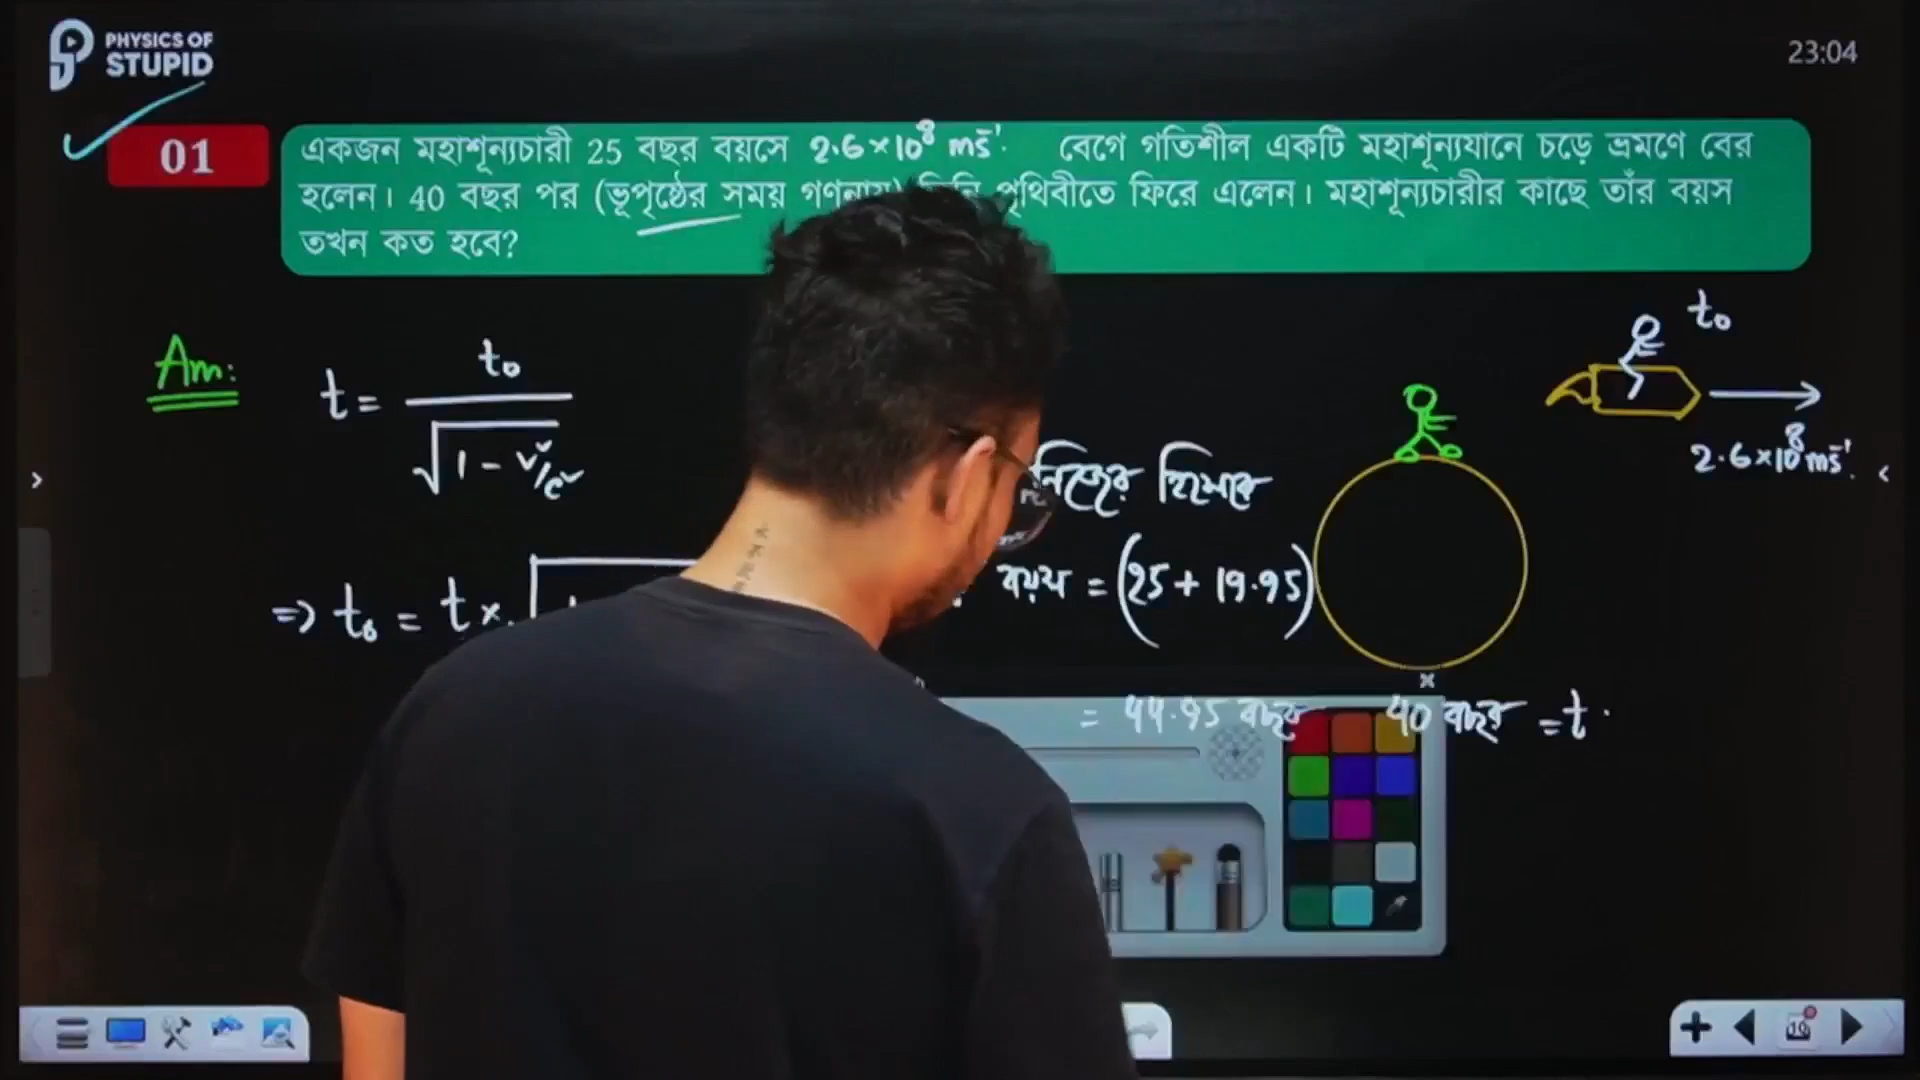 PHYSICS OF
STUPID
23:04
01
একজন মহাশূন্যচারী 25 বছর বয়সে 2.6×10⁸ ms⁻¹ বেগে গতিশীল একটি মহাশূন্যযানে চড়ে ভ্রমণে বের
হলেন। 40 বছর পর (ভূপৃষ্ঠের সময় পৃথিবীতে ফিরে এলেন। মহাশূন্যচারীর কাছে তাঁর বয়স
তখন কত হবে?
t₀
t = t₀ / √(1 - v²/c²)
2.6×10⁸ ms⁻¹
নিজের হিসাবে
⇒ t₀ = t ×
বয়স = (25 + 19.95)
= 44.95 বছর
40 বছর = t